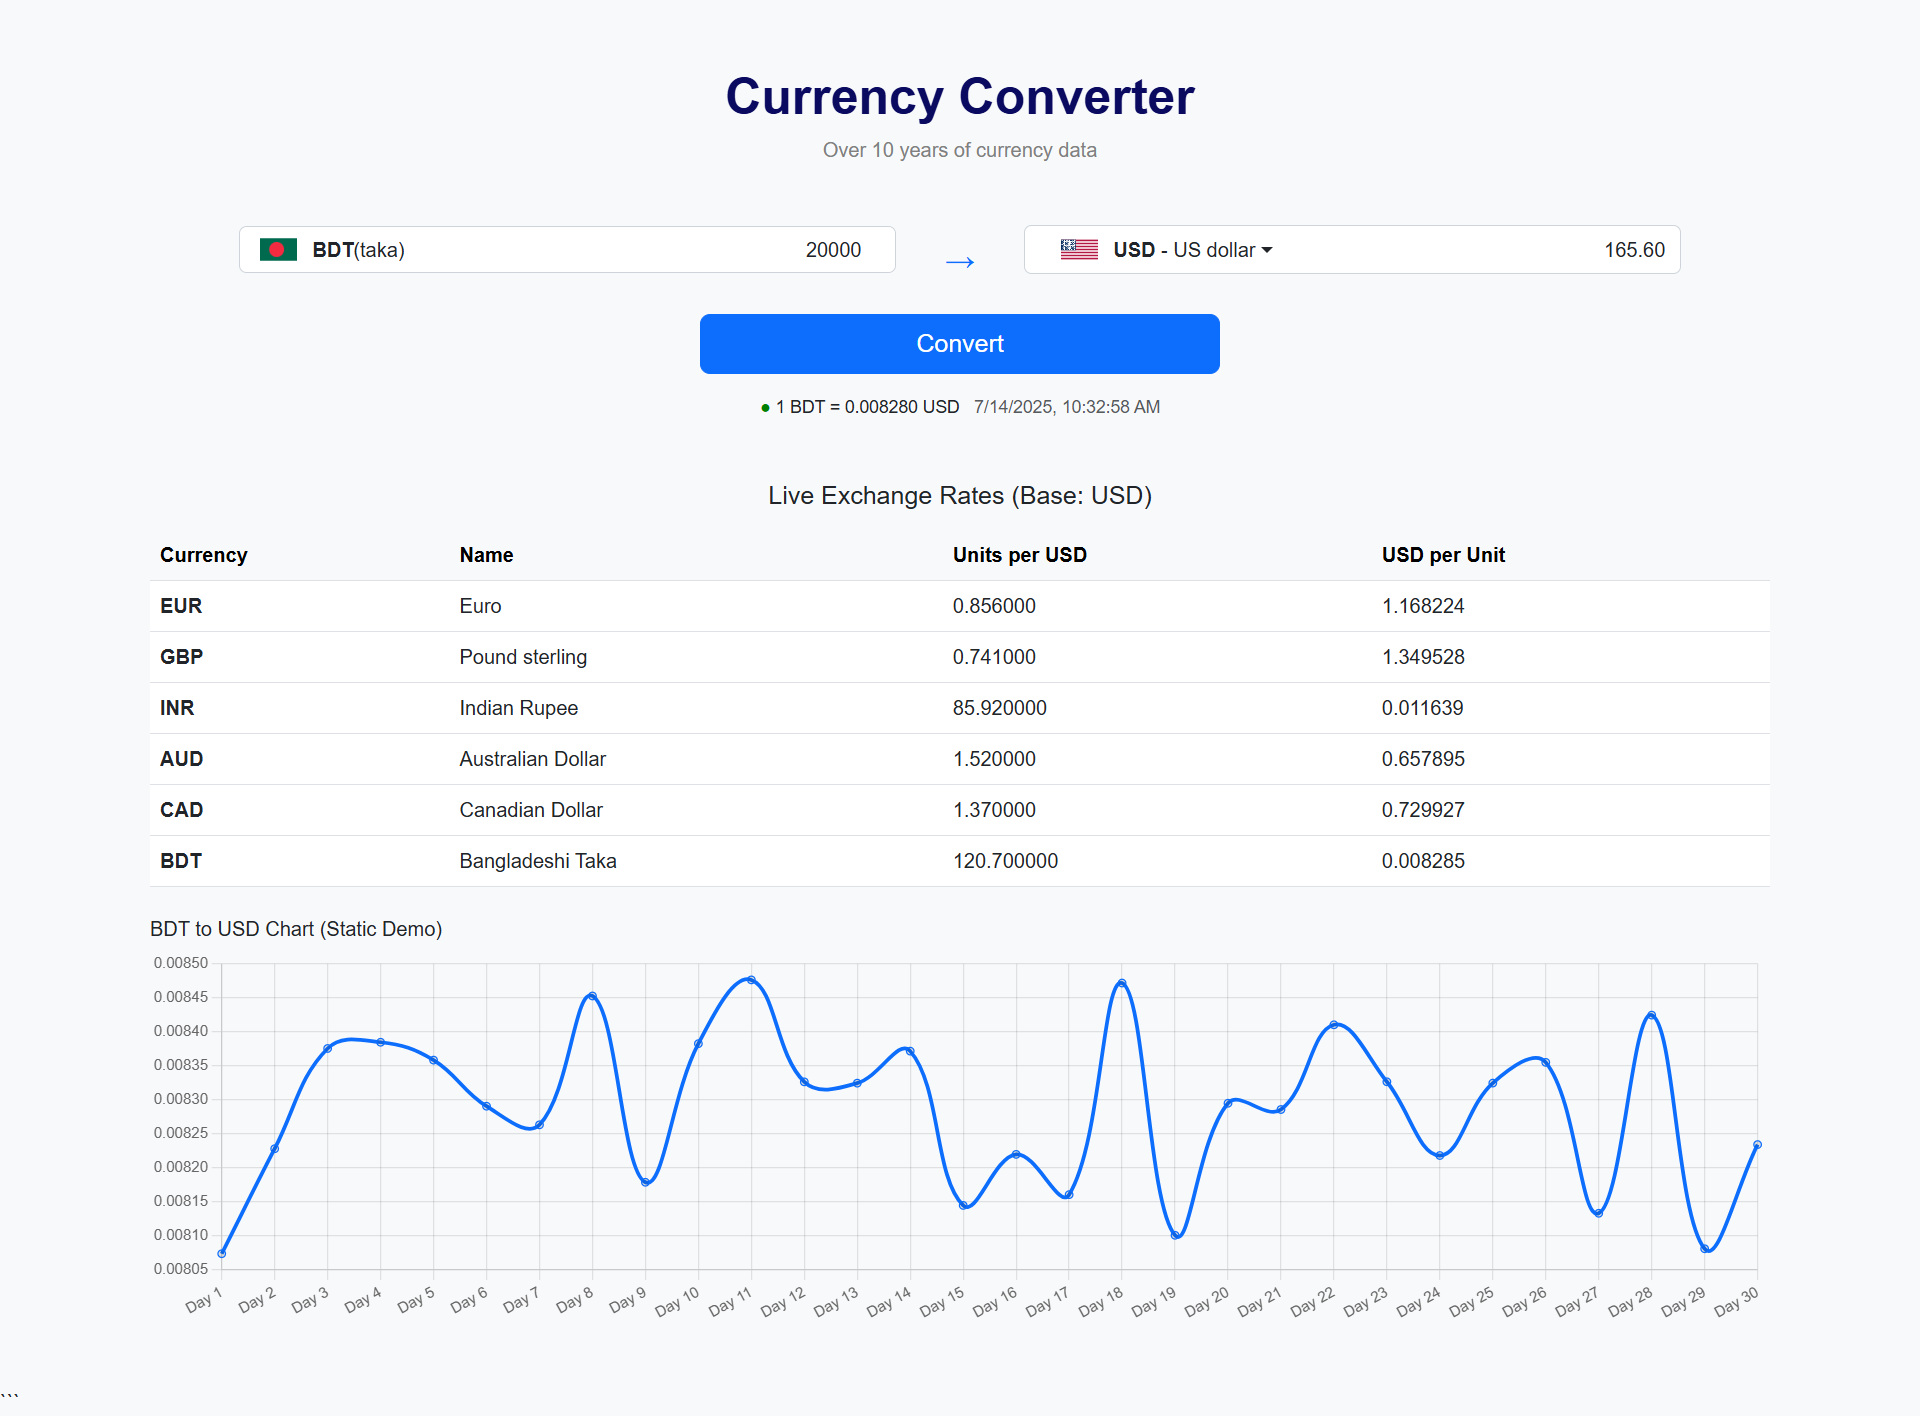 Currency Converter
Over 10 years of currency data
BDT(taka) 20000 → USD - US dollar 165.60
Convert
● 1 BDT = 0.008280 USD 7/14/2025, 10:32:58 AM
Live Exchange Rates (Base: USD)
Currency Name Units per USD USD per Unit
EUR Euro 0.856000 1.168224
GBP Pound sterling 0.741000 1.349528
INR Indian Rupee 85.920000 0.011639
AUD Australian Dollar 1.520000 0.657895
CAD Canadian Dollar 1.370000 0.729927
BDT Bangladeshi Taka 120.700000 0.008285
BDT to USD Chart (Static Demo)
0.00850
0.00845
0.00840
0.00835
0.00830
0.00825
0.00820
0.00815
0.00810
0.00805
Day 1 Day 2 Day 3 Day 4 Day 5 Day 6 Day 7 Day 8 Day 9 Day 10 Day 11 Day 12 Day 13 Day 14 Day 15 Day 16 Day 17 Day 18 Day 19 Day 20 Day 21 Day 22 Day 23 Day 24 Day 25 Day 26 Day 27 Day 28 Day 29 Day 30
```